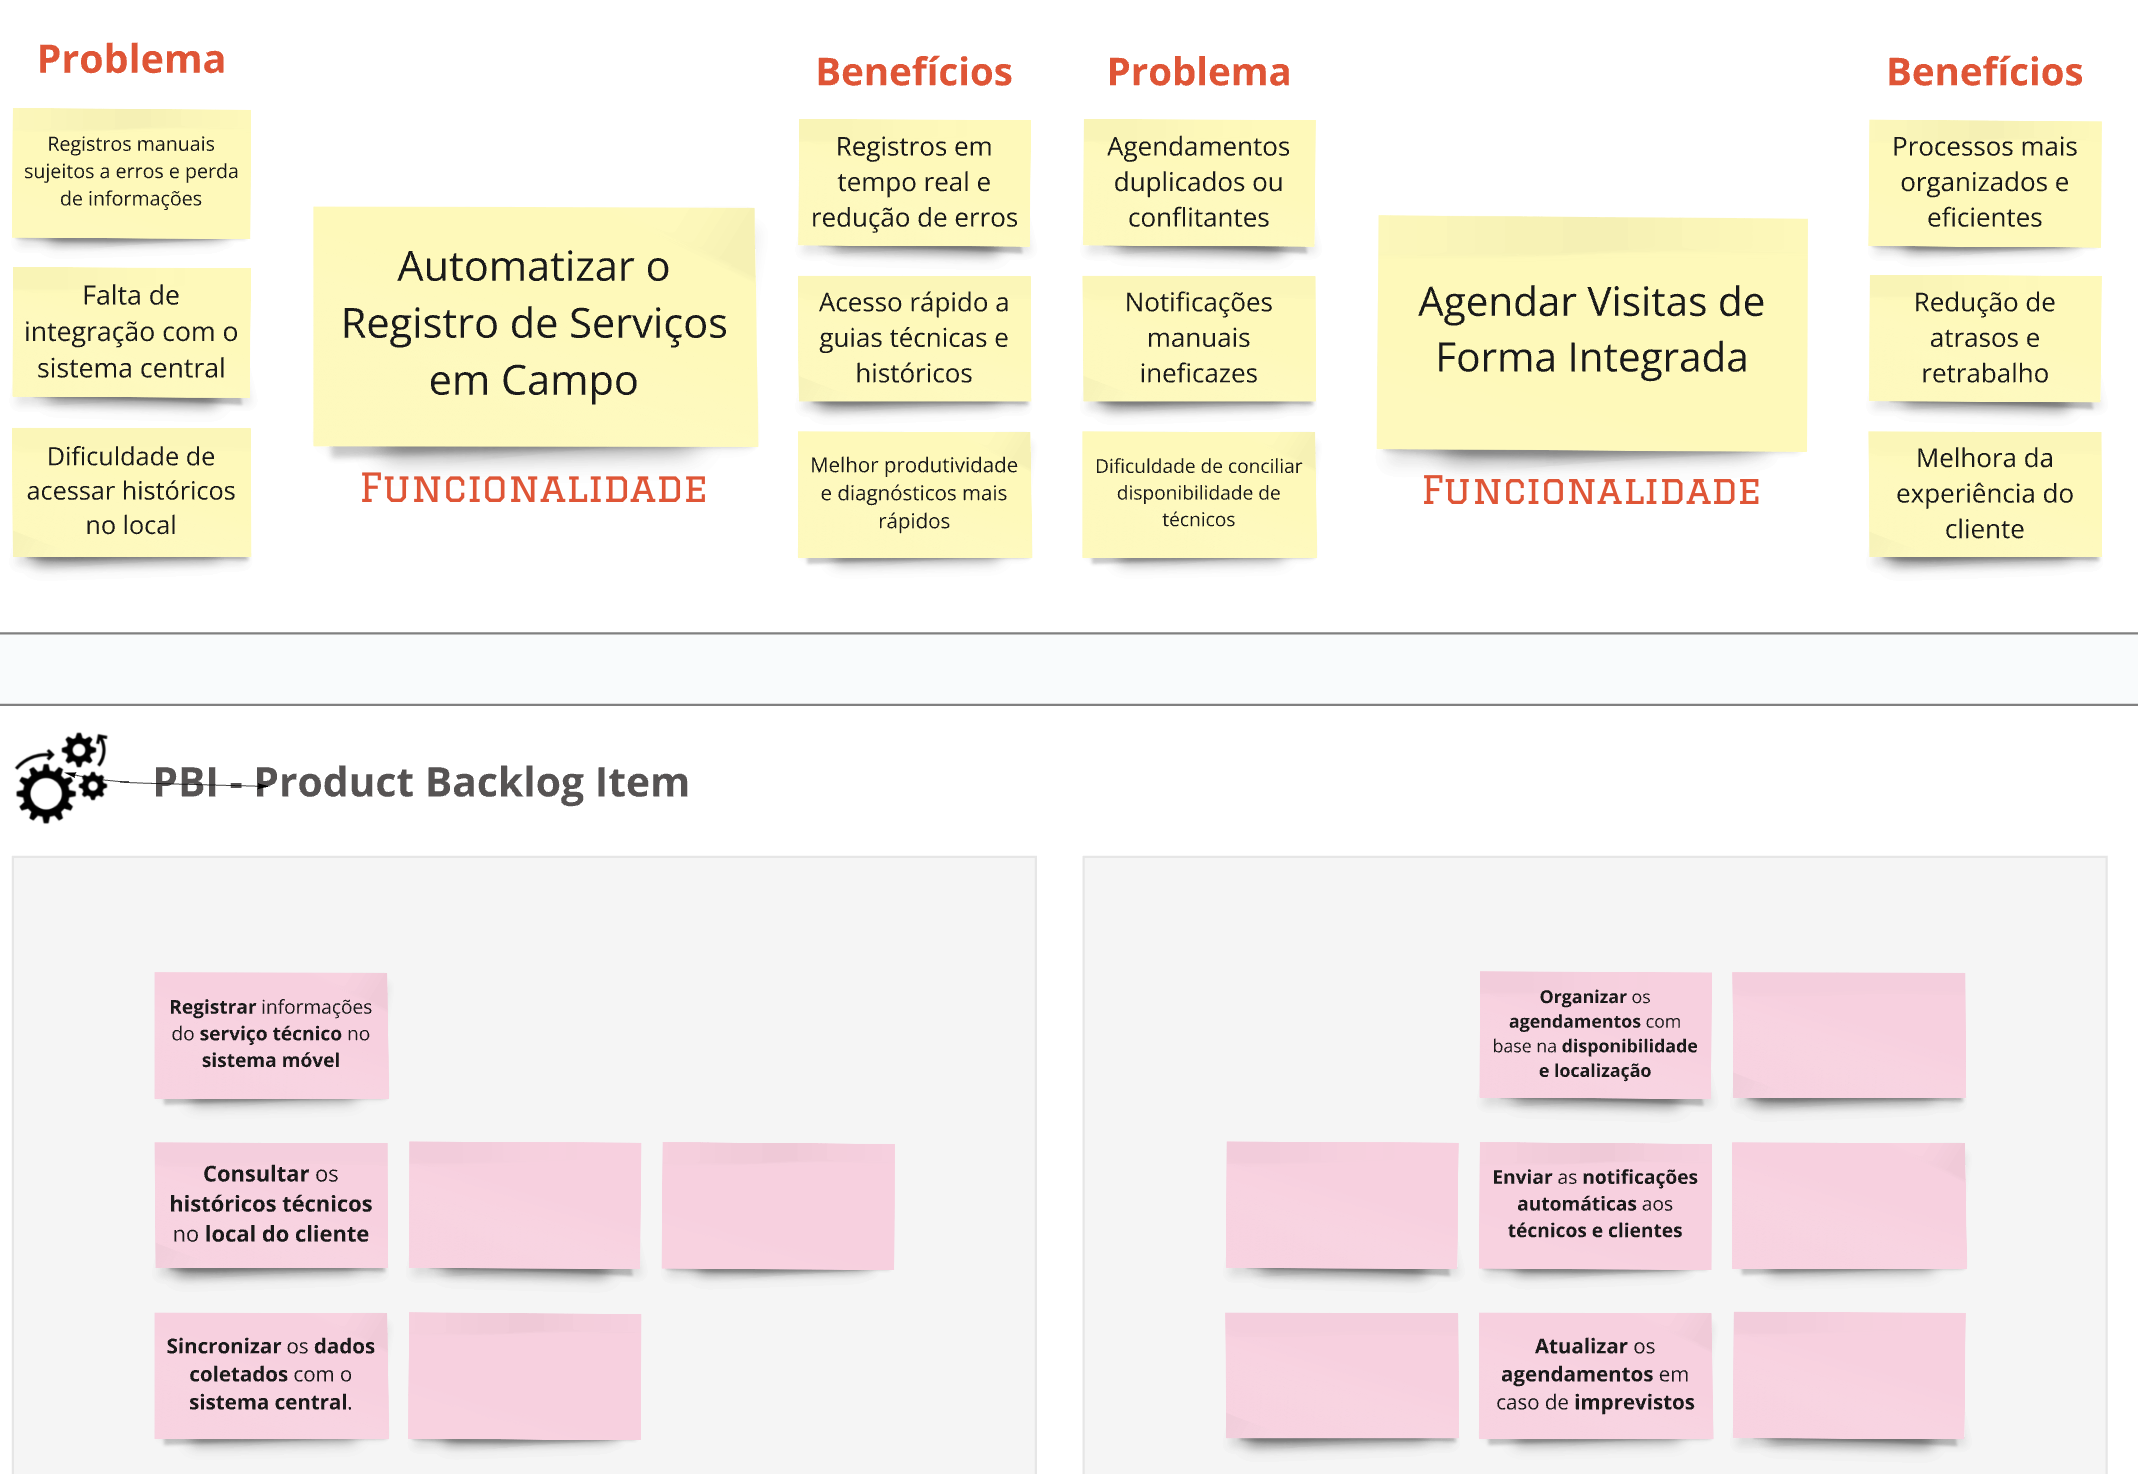 Problema
Registros manuais
sujeitos a erros e perda
de informações
Falta de
integração com o
sistema central
Dificuldade de
acessar históricos
no local
Automatizar o
Registro de Serviços
em Campo
Funcionalidade
Benefícios
Registros em
tempo real e
redução de erros
Acesso rápido a
guias técnicas e
históricos
Melhor produtividade
e diagnósticos mais
rápidos
Problema
Agendamentos
duplicados ou
conflitantes
Notificações
manuais
ineficazes
Dificuldade de conciliar
disponibilidade de
técnicos
Agendar Visitas de
Forma Integrada
Funcionalidade
Benefícios
Processos mais
organizados e
eficientes
Redução de
atrasos e
retrabalho
Melhora da
experiência do
cliente
PBI - Product Backlog Item
Registrar informações
do serviço técnico no
sistema móvel
Consultar os
históricos técnicos
no local do cliente
Sincronizar os dados
coletados com o
sistema central.
Organizar os
agendamentos com
base na disponibilidade
e localização
Enviar as notificações
automáticas aos
técnicos e clientes
Atualizar os
agendamentos em
caso de imprevistos